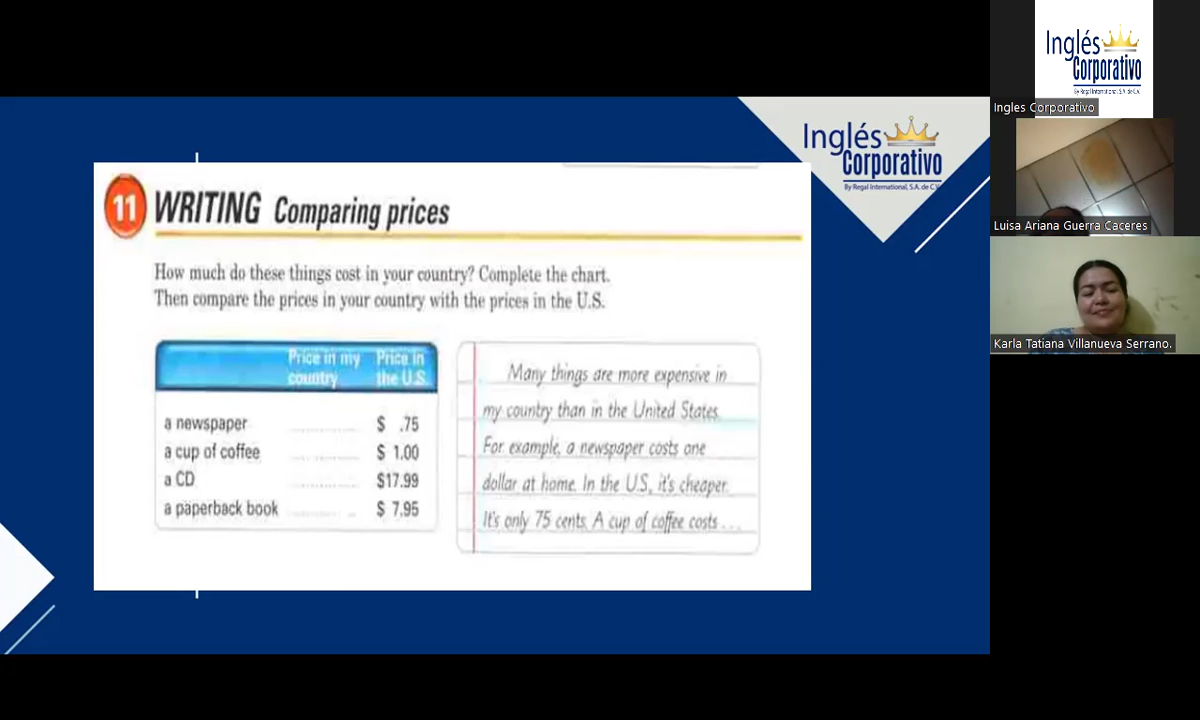 Inglés
Corporativo
By Regal International, S.A. de C.V.
11 WRITING Comparing prices
How much do these things cost in your country? Complete the chart.
Then compare the prices in your country with the prices in the U.S.
Price in my country
Price in the U.S.
a newspaper ............ $ .75
a cup of coffee ............ $ 1.00
a CD ............ $17.99
a paperback book ............ $ 7.95
Many things are more expensive in
my country than in the United States.
For example, a newspaper costs one
dollar at home. In the U.S., it's cheaper.
It's only 75 cents. A cup of coffee costs ...
Inglés
Corporativo
By Regal International, S.A. de C.V.
Ingles Corporativo
Luisa Ariana Guerra Caceres
Karla Tatiana Villanueva Serrano.